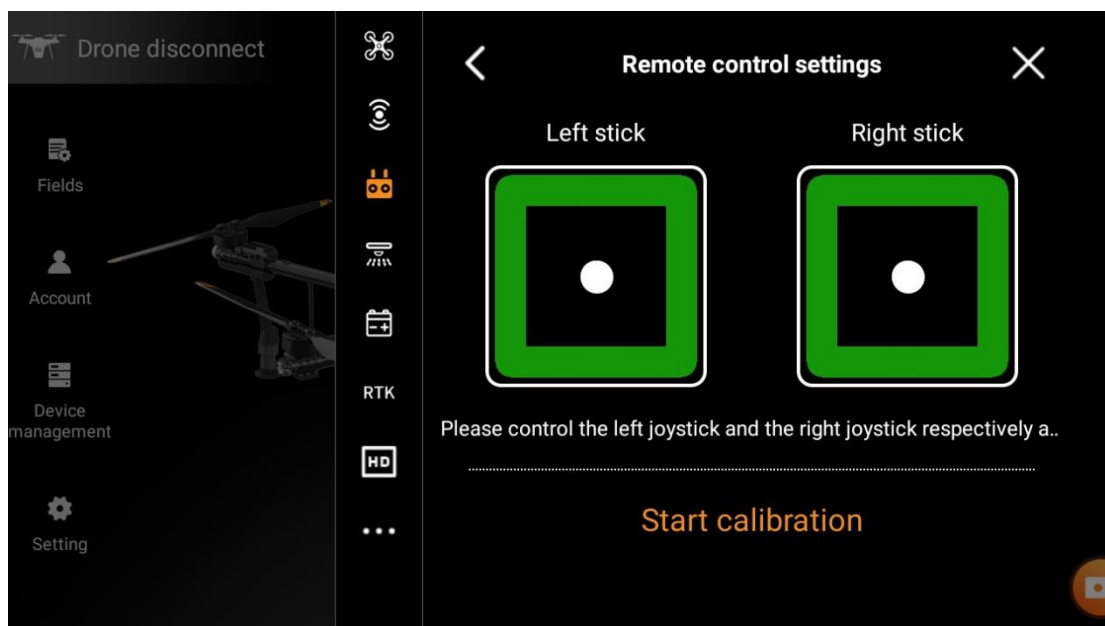 Drone disconnect
Fields
Account
Device
management
Setting
RTK
HD
Remote control settings
Left stick
Right stick
Please control the left joystick and the right joystick respectively a..
Start calibration